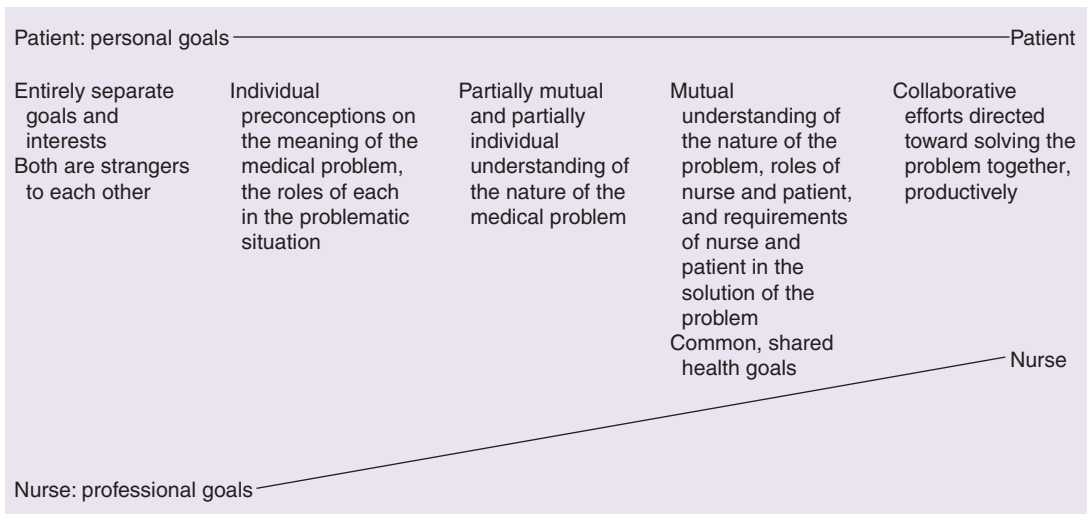 Patient: personal goals
Patient
Entirely separate
goals and
interests
Both are strangers
to each other
Individual
preconceptions on
the meaning of the
medical problem,
the roles of each
in the problematic
situation
Partially mutual
and partially
individual
understanding of
the nature of the
medical problem
Mutual
understanding of
the nature of the
problem, roles of
nurse and patient,
and requirements
of nurse and
patient in the
solution of the
problem
Common, shared
health goals
Collaborative
efforts directed
toward solving the
problem together,
productively
Nurse
Nurse: professional goals